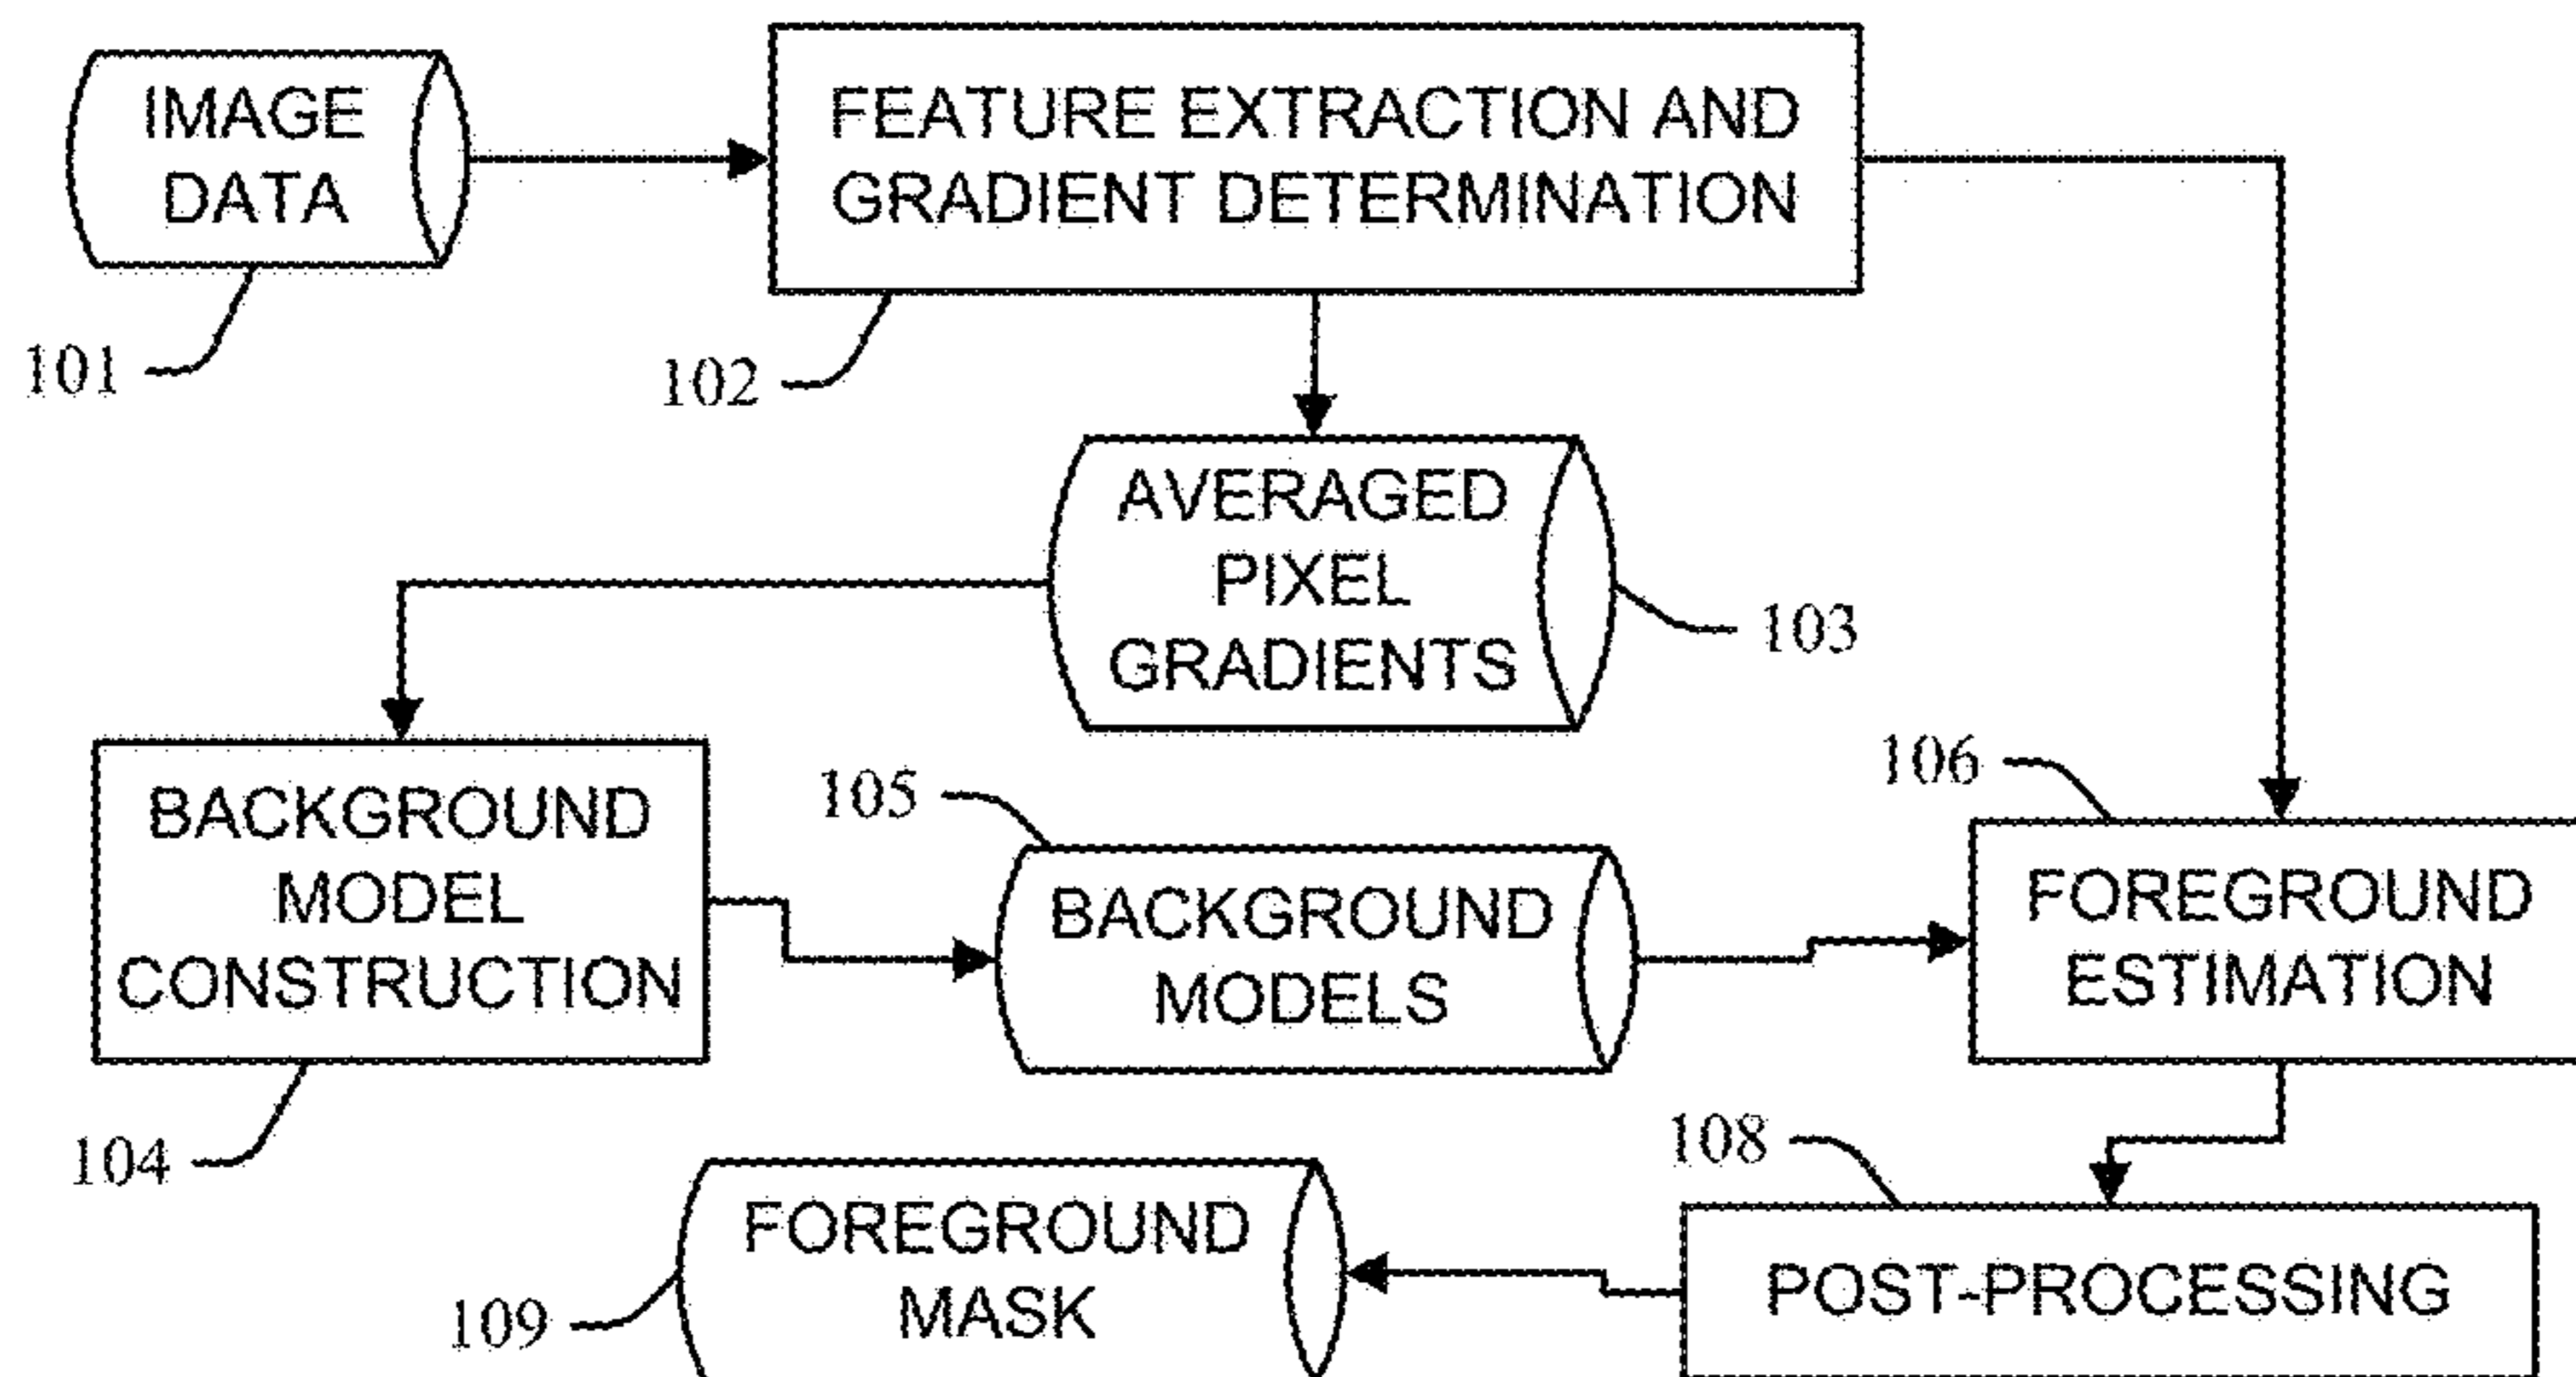 IMAGE
DATA
101
FEATURE EXTRACTION AND
GRADIENT DETERMINATION
102
AVERAGED
PIXEL
GRADIENTS
103
BACKGROUND
MODEL
CONSTRUCTION
104
105
BACKGROUND
MODELS
106
FOREGROUND
ESTIMATION
108
POST-PROCESSING
FOREGROUND
MASK
109